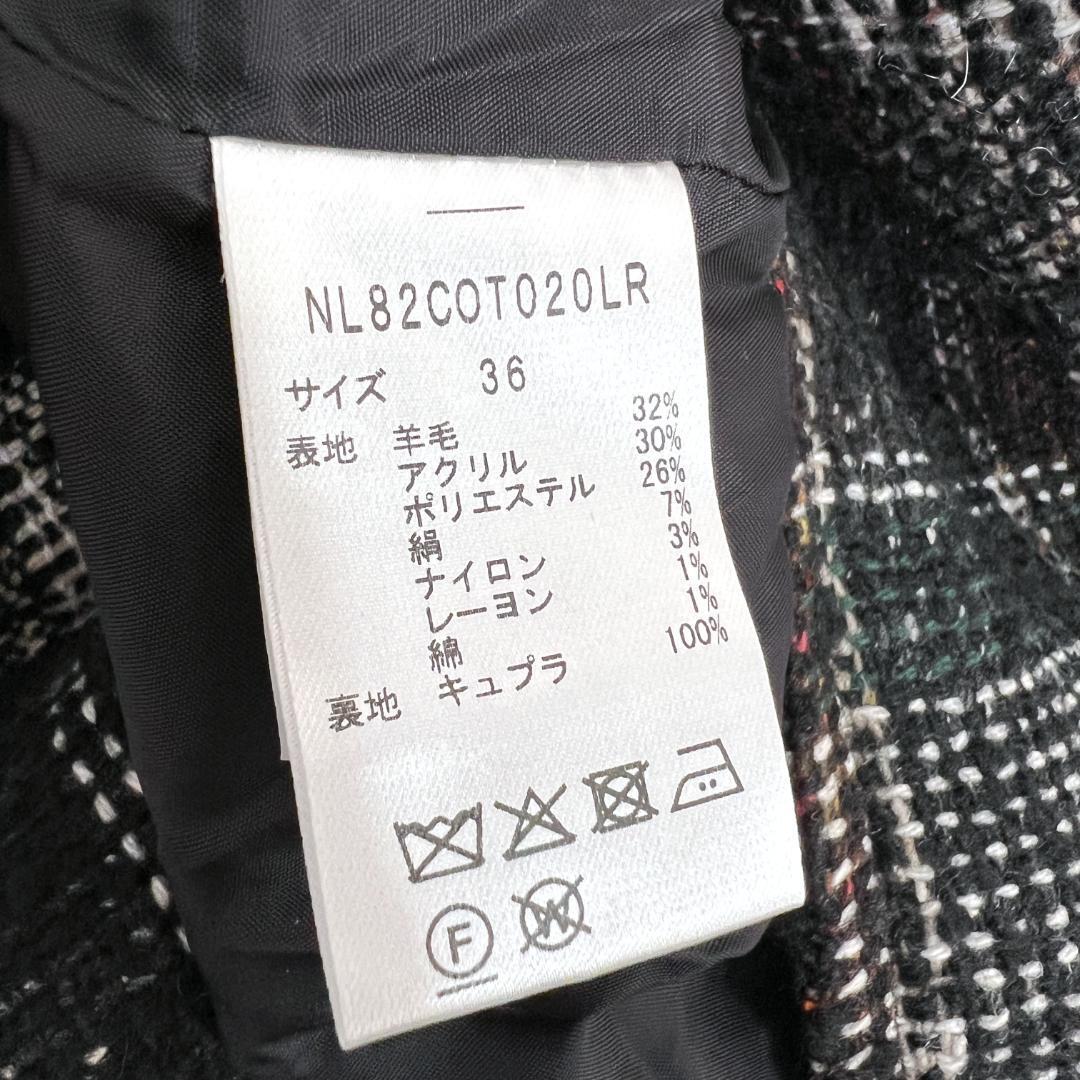 NL82COT020LR
サイズ 36
表地 羊毛 32%
アクリル 30%
ポリエステル 26%
絹 7%
ナイロン 3%
レーヨン 1%
綿 1%
裏地 キュプラ 100%
F W